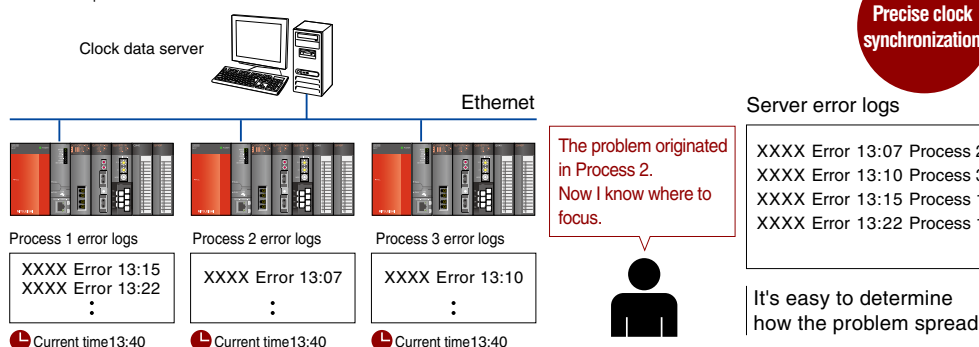 Precise clock
synchronization
Clock data server
Ethernet
Server error logs
The problem originated
in Process 2.
Now I know where to
focus.
XXXX Error 13:07 Process 2
XXXX Error 13:10 Process 3
XXXX Error 13:15 Process 1
XXXX Error 13:22 Process 1
Process 1 error logs
Process 2 error logs
Process 3 error logs
XXXX Error 13:15
XXXX Error 13:22
XXXX Error 13:07
XXXX Error 13:10
It's easy to determine
how the problem spread
Current time13:40
Current time13:40
Current time13:40